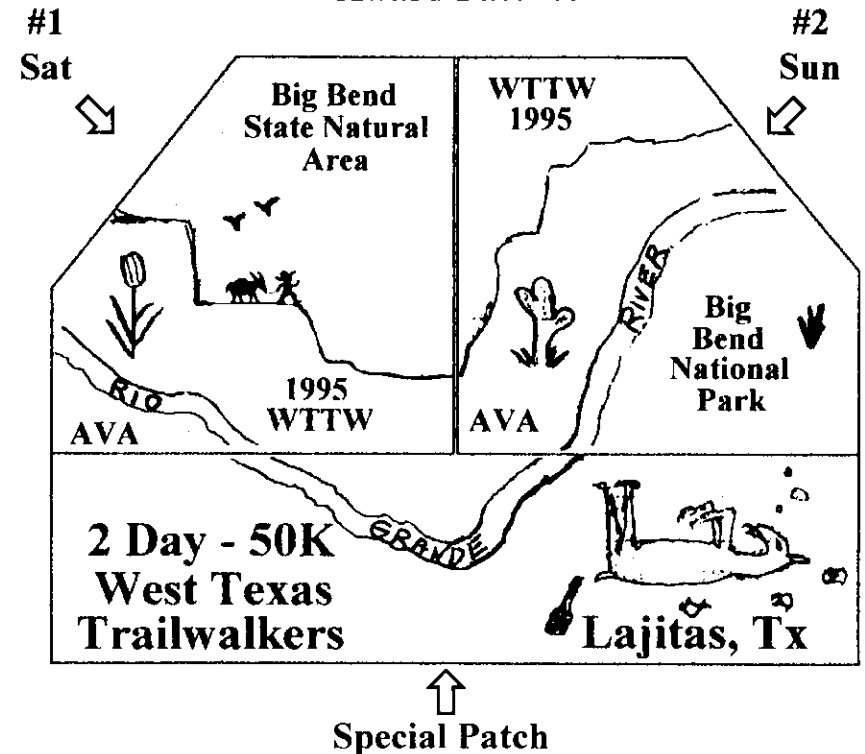 #1
Sat
#2
Sun
Big Bend
State Natural
Area
WTTW
1995
RIO
AVA
1995
WTTW
RIVER
Big
Bend
National
Park
AVA
GRANDE
2 Day - 50K
West Texas
Trailwalkers
Lajitas, Tx
Special Patch